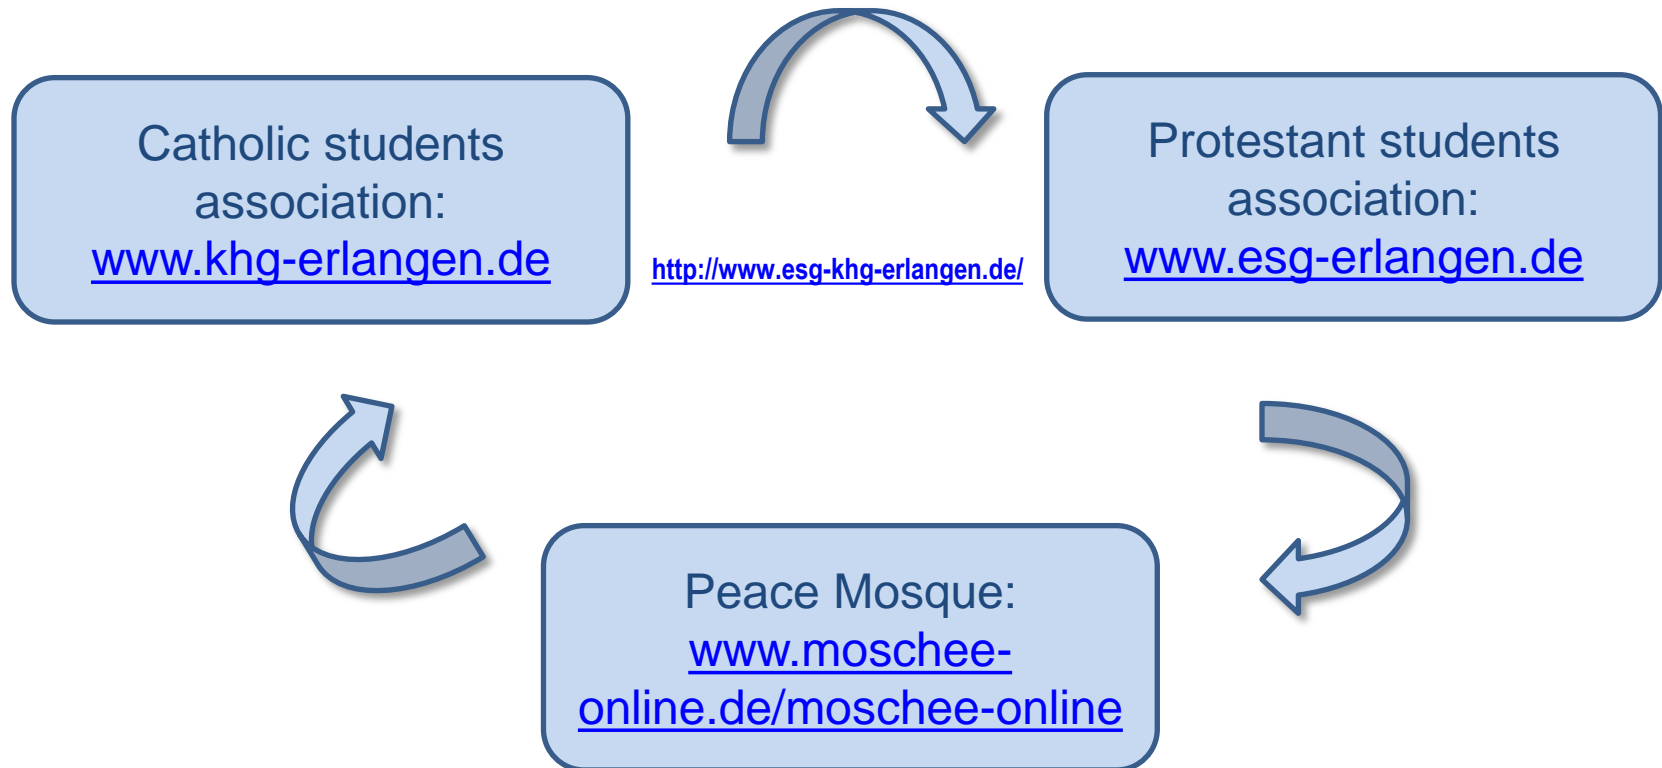 Catholic students
association:
www.khg-erlangen.de
http://www.esg-khg-erlangen.de/
Protestant students
association:
www.esg-erlangen.de
Peace Mosque:
www.moschee-
online.de/moschee-online